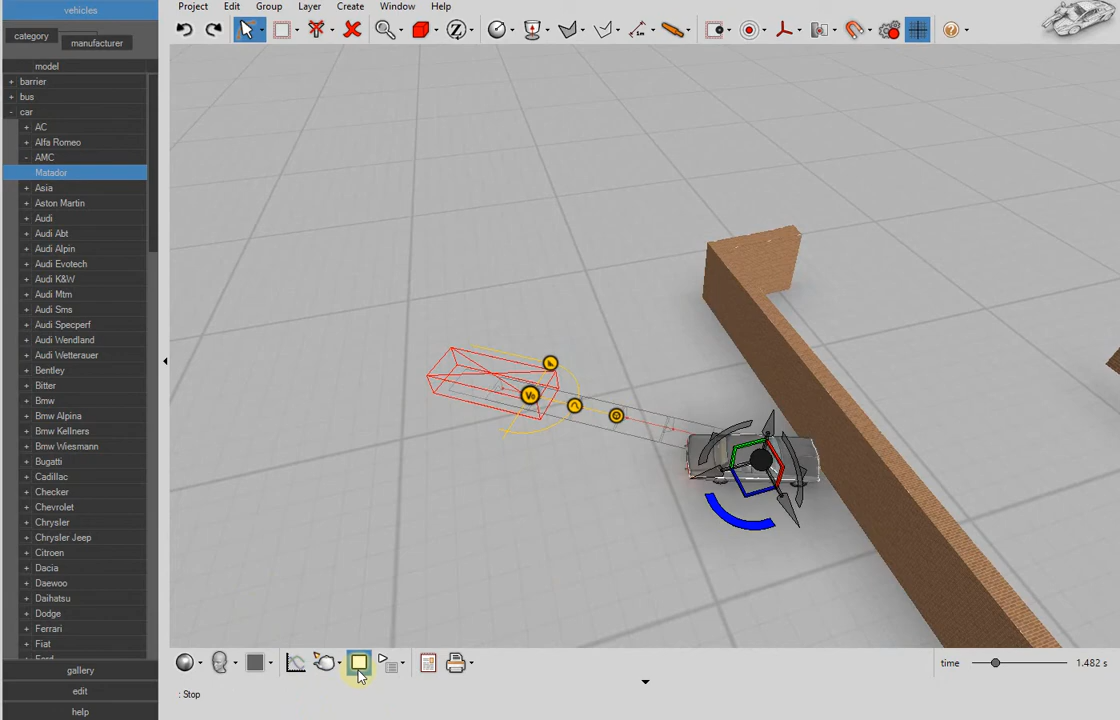 vehicles
Project Edit Group Layer Create Window Help
category
manufacturer
model
+ barrier
+ bus
- car
+ AC
+ Alfa Romeo
- AMC
Matador
+ Asia
+ Aston Martin
+ Audi
+ Audi Abt
+ Audi Alpin
+ Audi Evotech
+ Audi K&W
+ Audi Mtm
+ Audi Sms
+ Audi Specperf
+ Audi Wendland
+ Audi Wetterauer
+ Bentley
+ Bitter
+ Bmw
+ Bmw Alpina
+ Bmw Kellners
+ Bmw Wiesmann
+ Bugatti
+ Cadillac
+ Checker
+ Chevrolet
+ Chrysler
+ Chrysler Jeep
+ Citroen
+ Dacia
+ Daewoo
+ Daihatsu
+ Dodge
+ Ferrari
+ Fiat
+ Ford
V₀
gallery
edit
help
time 1.482 s
: Stop